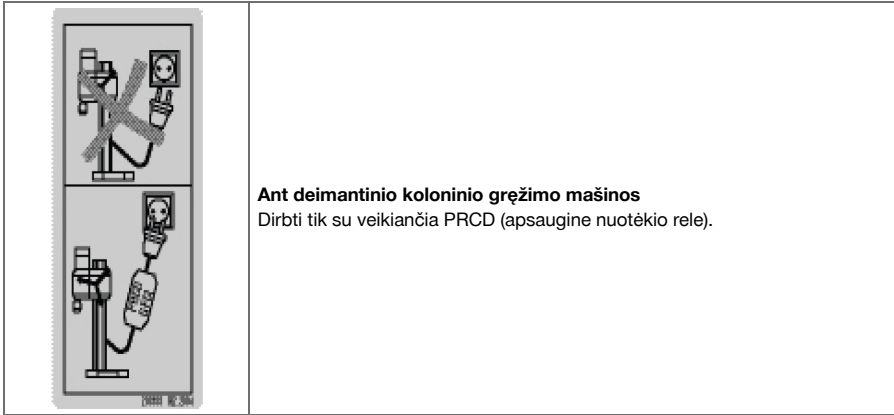 Ant deimantinio koloninio gręžimo mašinos
Dirbti tik su veikiančia PRCD (apsaugine nuotėkio rele).